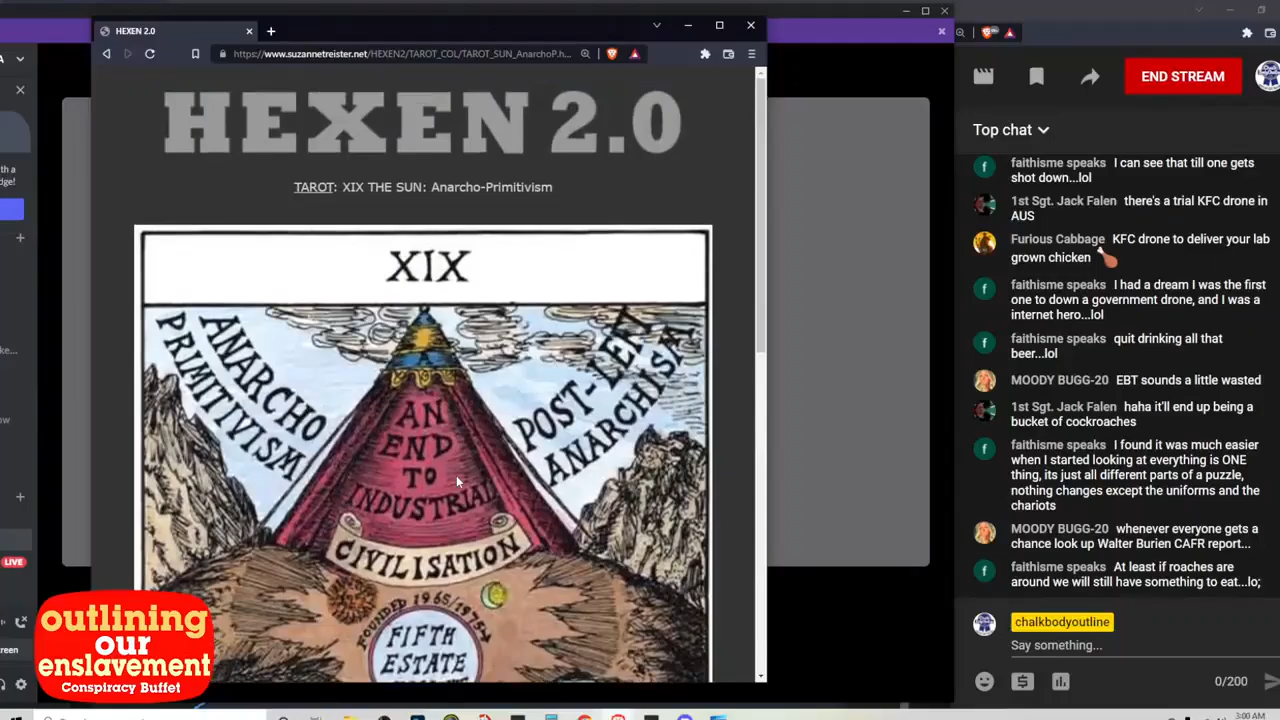 HEXEN 2.0
https://www.suzannetreister.net/HEXEN2/TAROT_COL/TAROT_SUN_AnarchoP.h...
HEXEN 2.0
TAROT: XIX THE SUN: Anarcho-Primitivism
XIX
ANARCHO
PRIMITIVISM
POST-LEFT
ANARCHISM
AN
END
TO
INDUSTRIAL
CIVILISATION
FIFTH
ESTATE
LIVE
outlining
our
enslavement
Conspiracy Buffet
END STREAM
Top chat
faithisme speaks I can see that till one gets
shot down...lol
1st Sgt. Jack Falen there's a trial KFC drone in
AUS
Furious Cabbage KFC drone to deliver your lab
grown chicken
faithisme speaks I had a dream I was the first
one to down a government drone, and I was a
internet hero...lol
faithisme speaks quit drinking all that
beer...lol
MOODY BUGG-20 EBT sounds a little wasted
1st Sgt. Jack Falen haha it'll end up being a
bucket of cockroaches
faithisme speaks I found it was much easier
when I started looking at everything is ONE
thing, its just all different parts of a puzzle,
nothing changes except the uniforms and the
chariots
MOODY BUGG-20 whenever everyone gets a
chance look up Walter Burien CAFR report...
faithisme speaks At least if roaches are
around we will still have something to eat...lo;
chalkbodyoutline
Say something...
0/200
3:00 AM